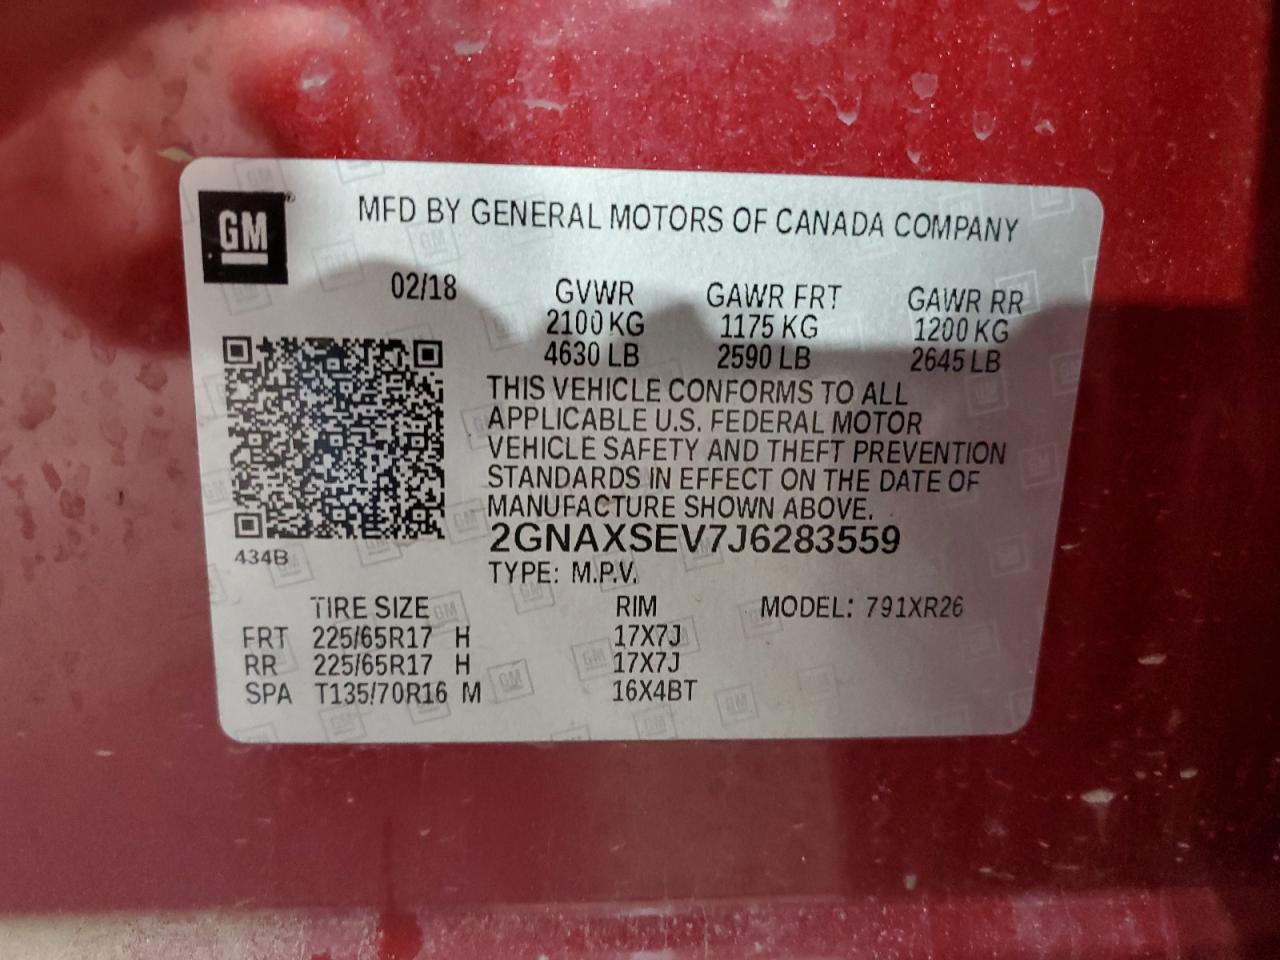 GM
MFD BY GENERAL MOTORS OF CANADA COMPANY
02/18 GVWR GAWR FRT GAWR RR
2100 KG 1175 KG 1200 KG
4630 LB 2590 LB 2645 LB
THIS VEHICLE CONFORMS TO ALL
APPLICABLE U.S. FEDERAL MOTOR
VEHICLE SAFETY AND THEFT PREVENTION
STANDARDS IN EFFECT ON THE DATE OF
MANUFACTURE SHOWN ABOVE.
2GNAXSEV7J6283559
434B
TYPE: M.P.V.
TIRE SIZE RIM MODEL: 791XR26
FRT 225/65R17 H 17X7J
RR 225/65R17 H 17X7J
SPA T135/70R16 M 16X4BT